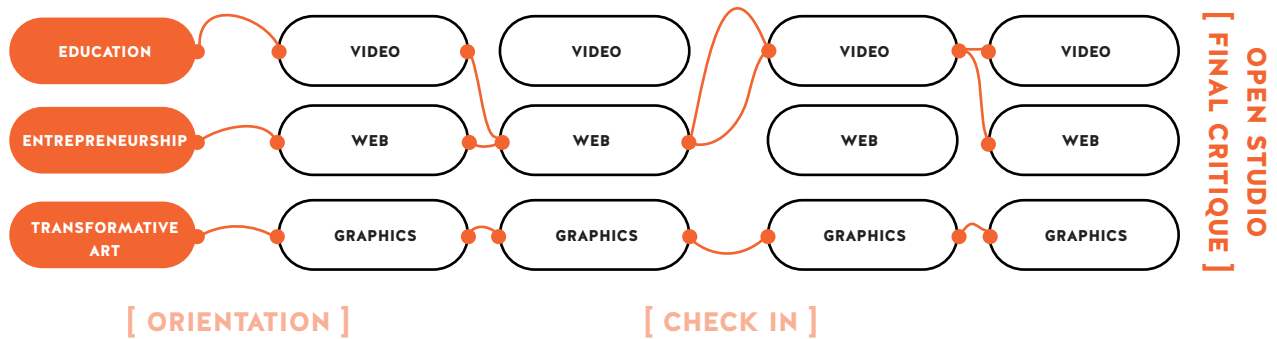 EDUCATION
VIDEO
VIDEO
VIDEO
VIDEO
ENTREPRENEURSHIP
WEB
WEB
WEB
WEB
TRANSFORMATIVE
ART
GRAPHICS
GRAPHICS
GRAPHICS
GRAPHICS
[ ORIENTATION ]
[ CHECK IN ]
OPEN STUDIO
[ FINAL CRITIQUE ]